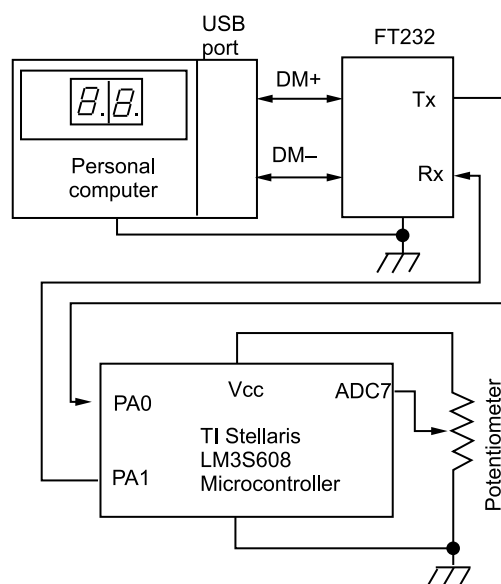 USB
port
FT232
DM+
Tx
8.8.
DM–
Personal
computer
Rx
Vcc
ADC7
PA0
TI Stellaris
LM3S608
Microcontroller
PA1
Potentiometer